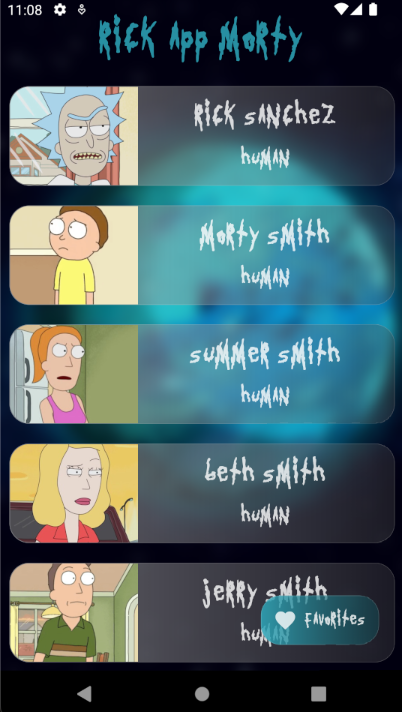 11:08
Rick App Morty
Rick Sanchez
Human
Morty Smith
Human
Summer Smith
Human
Beth Smith
Human
Jerry Smith
Human
Favorites